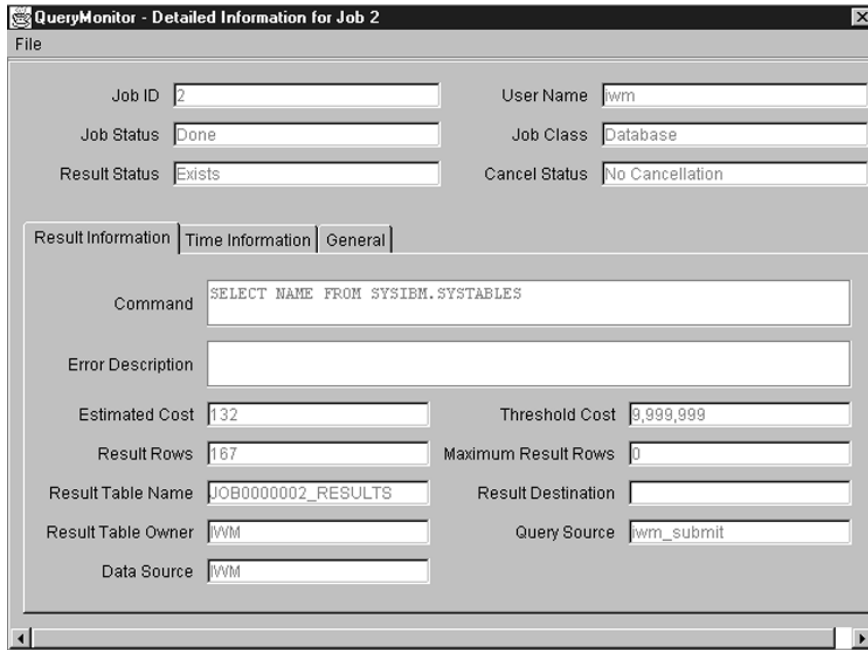 QueryMonitor - Detailed Information for Job 2
File
Job ID 2 User Name iwm
Job Status Done Job Class Database
Result Status Exists Cancel Status No Cancellation
Result Information Time Information General
Command SELECT NAME FROM SYSIBM.SYSTABLES
Error Description
Estimated Cost 132 Threshold Cost 9,999,999
Result Rows 167 Maximum Result Rows 0
Result Table Name JOB0000002_RESULTS Result Destination
Result Table Owner IWM Query Source iwm_submit
Data Source IWM